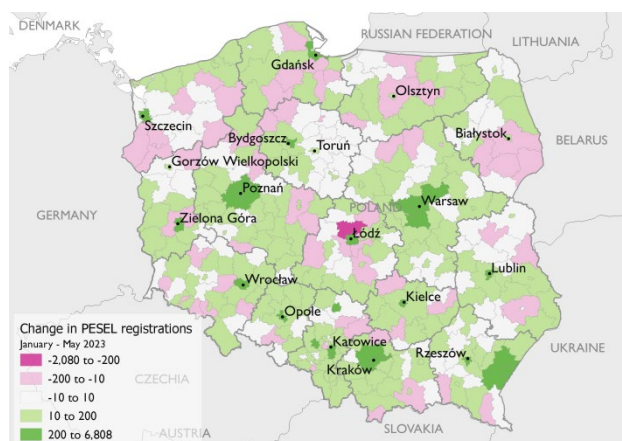 DENMARK
RUSSIAN FEDERATION
LITHUANIA
Gdańsk
Olsztyn
Szczecin
Bydgoszcz
Toruń
Białystok
BELARUS
Gorzów Wielkopolski
Poznań
POLAND
Warsaw
GERMANY
Zielona Góra
Łódź
Wrocław
Lublin
Opole
Kielce
Change in PESEL registrations
January - May 2023
-2,080 to -200
-200 to -10
-10 to 10
10 to 200
200 to 6,808
Katowice
Rzeszów
UKRAINE
Kraków
CZECHIA
SLOVAKIA
AUSTRIA